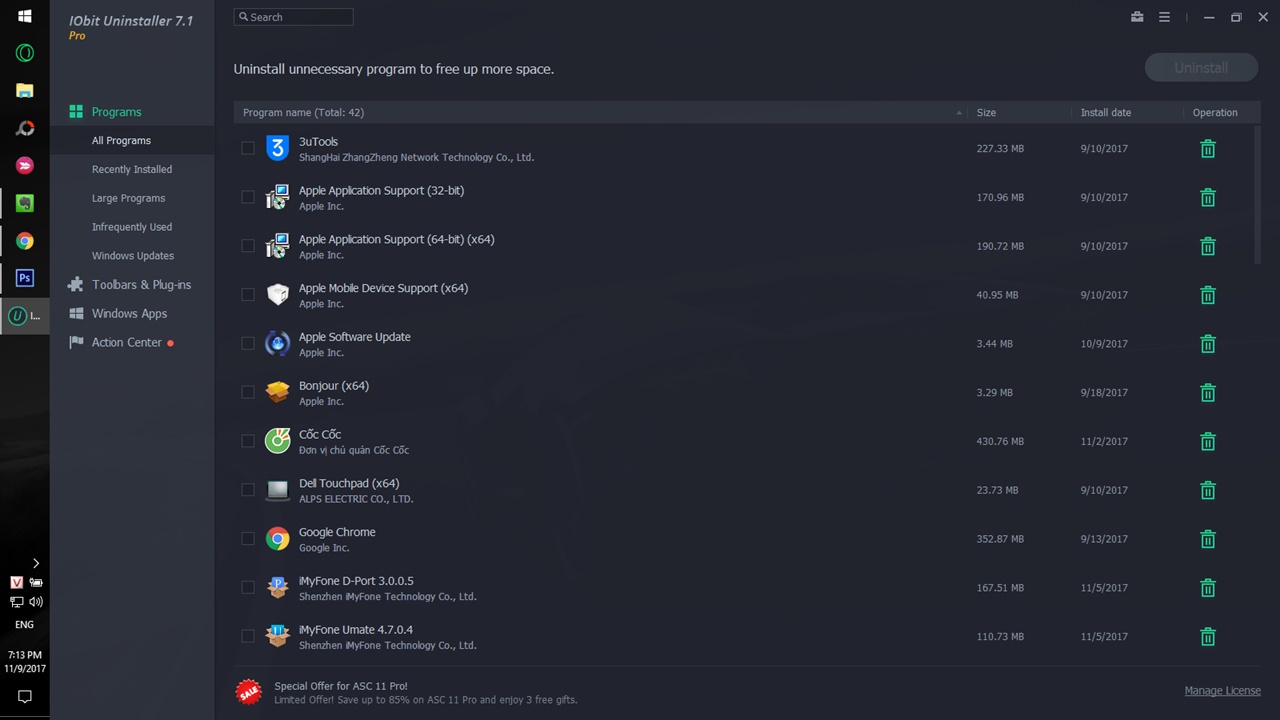 IObit Uninstaller 7.1
Pro
Search
Uninstall unnecessary program to free up more space.
Uninstall
Programs
All Programs
Recently Installed
Large Programs
Infrequently Used
Windows Updates
Toolbars & Plug-ins
Windows Apps
Action Center
Program name (Total: 42) Size Install date Operation
3uTools
ShangHai ZhangZheng Network Technology Co., Ltd.
227.33 MB 9/10/2017
Apple Application Support (32-bit)
Apple Inc.
170.96 MB 9/10/2017
Apple Application Support (64-bit) (x64)
Apple Inc.
190.72 MB 9/10/2017
Apple Mobile Device Support (x64)
Apple Inc.
40.95 MB 9/10/2017
Apple Software Update
Apple Inc.
3.44 MB 10/9/2017
Bonjour (x64)
Apple Inc.
3.29 MB 9/18/2017
Cốc Cốc
Đơn vị chủ quản Cốc Cốc
430.76 MB 11/2/2017
Dell Touchpad (x64)
ALPS ELECTRIC CO., LTD.
23.73 MB 9/10/2017
Google Chrome
Google Inc.
352.87 MB 9/13/2017
iMyFone D-Port 3.0.0.5
Shenzhen iMyFone Technology Co., Ltd.
167.51 MB 11/5/2017
iMyFone Umate 4.7.0.4
Shenzhen iMyFone Technology Co., Ltd.
110.73 MB 11/5/2017
SALE
Special Offer for ASC 11 Pro!
Limited Offer! Save up to 85% on ASC 11 Pro and enjoy 3 free gifts.
Manage License
Ps
I...
V
ENG
7:13 PM
11/9/2017